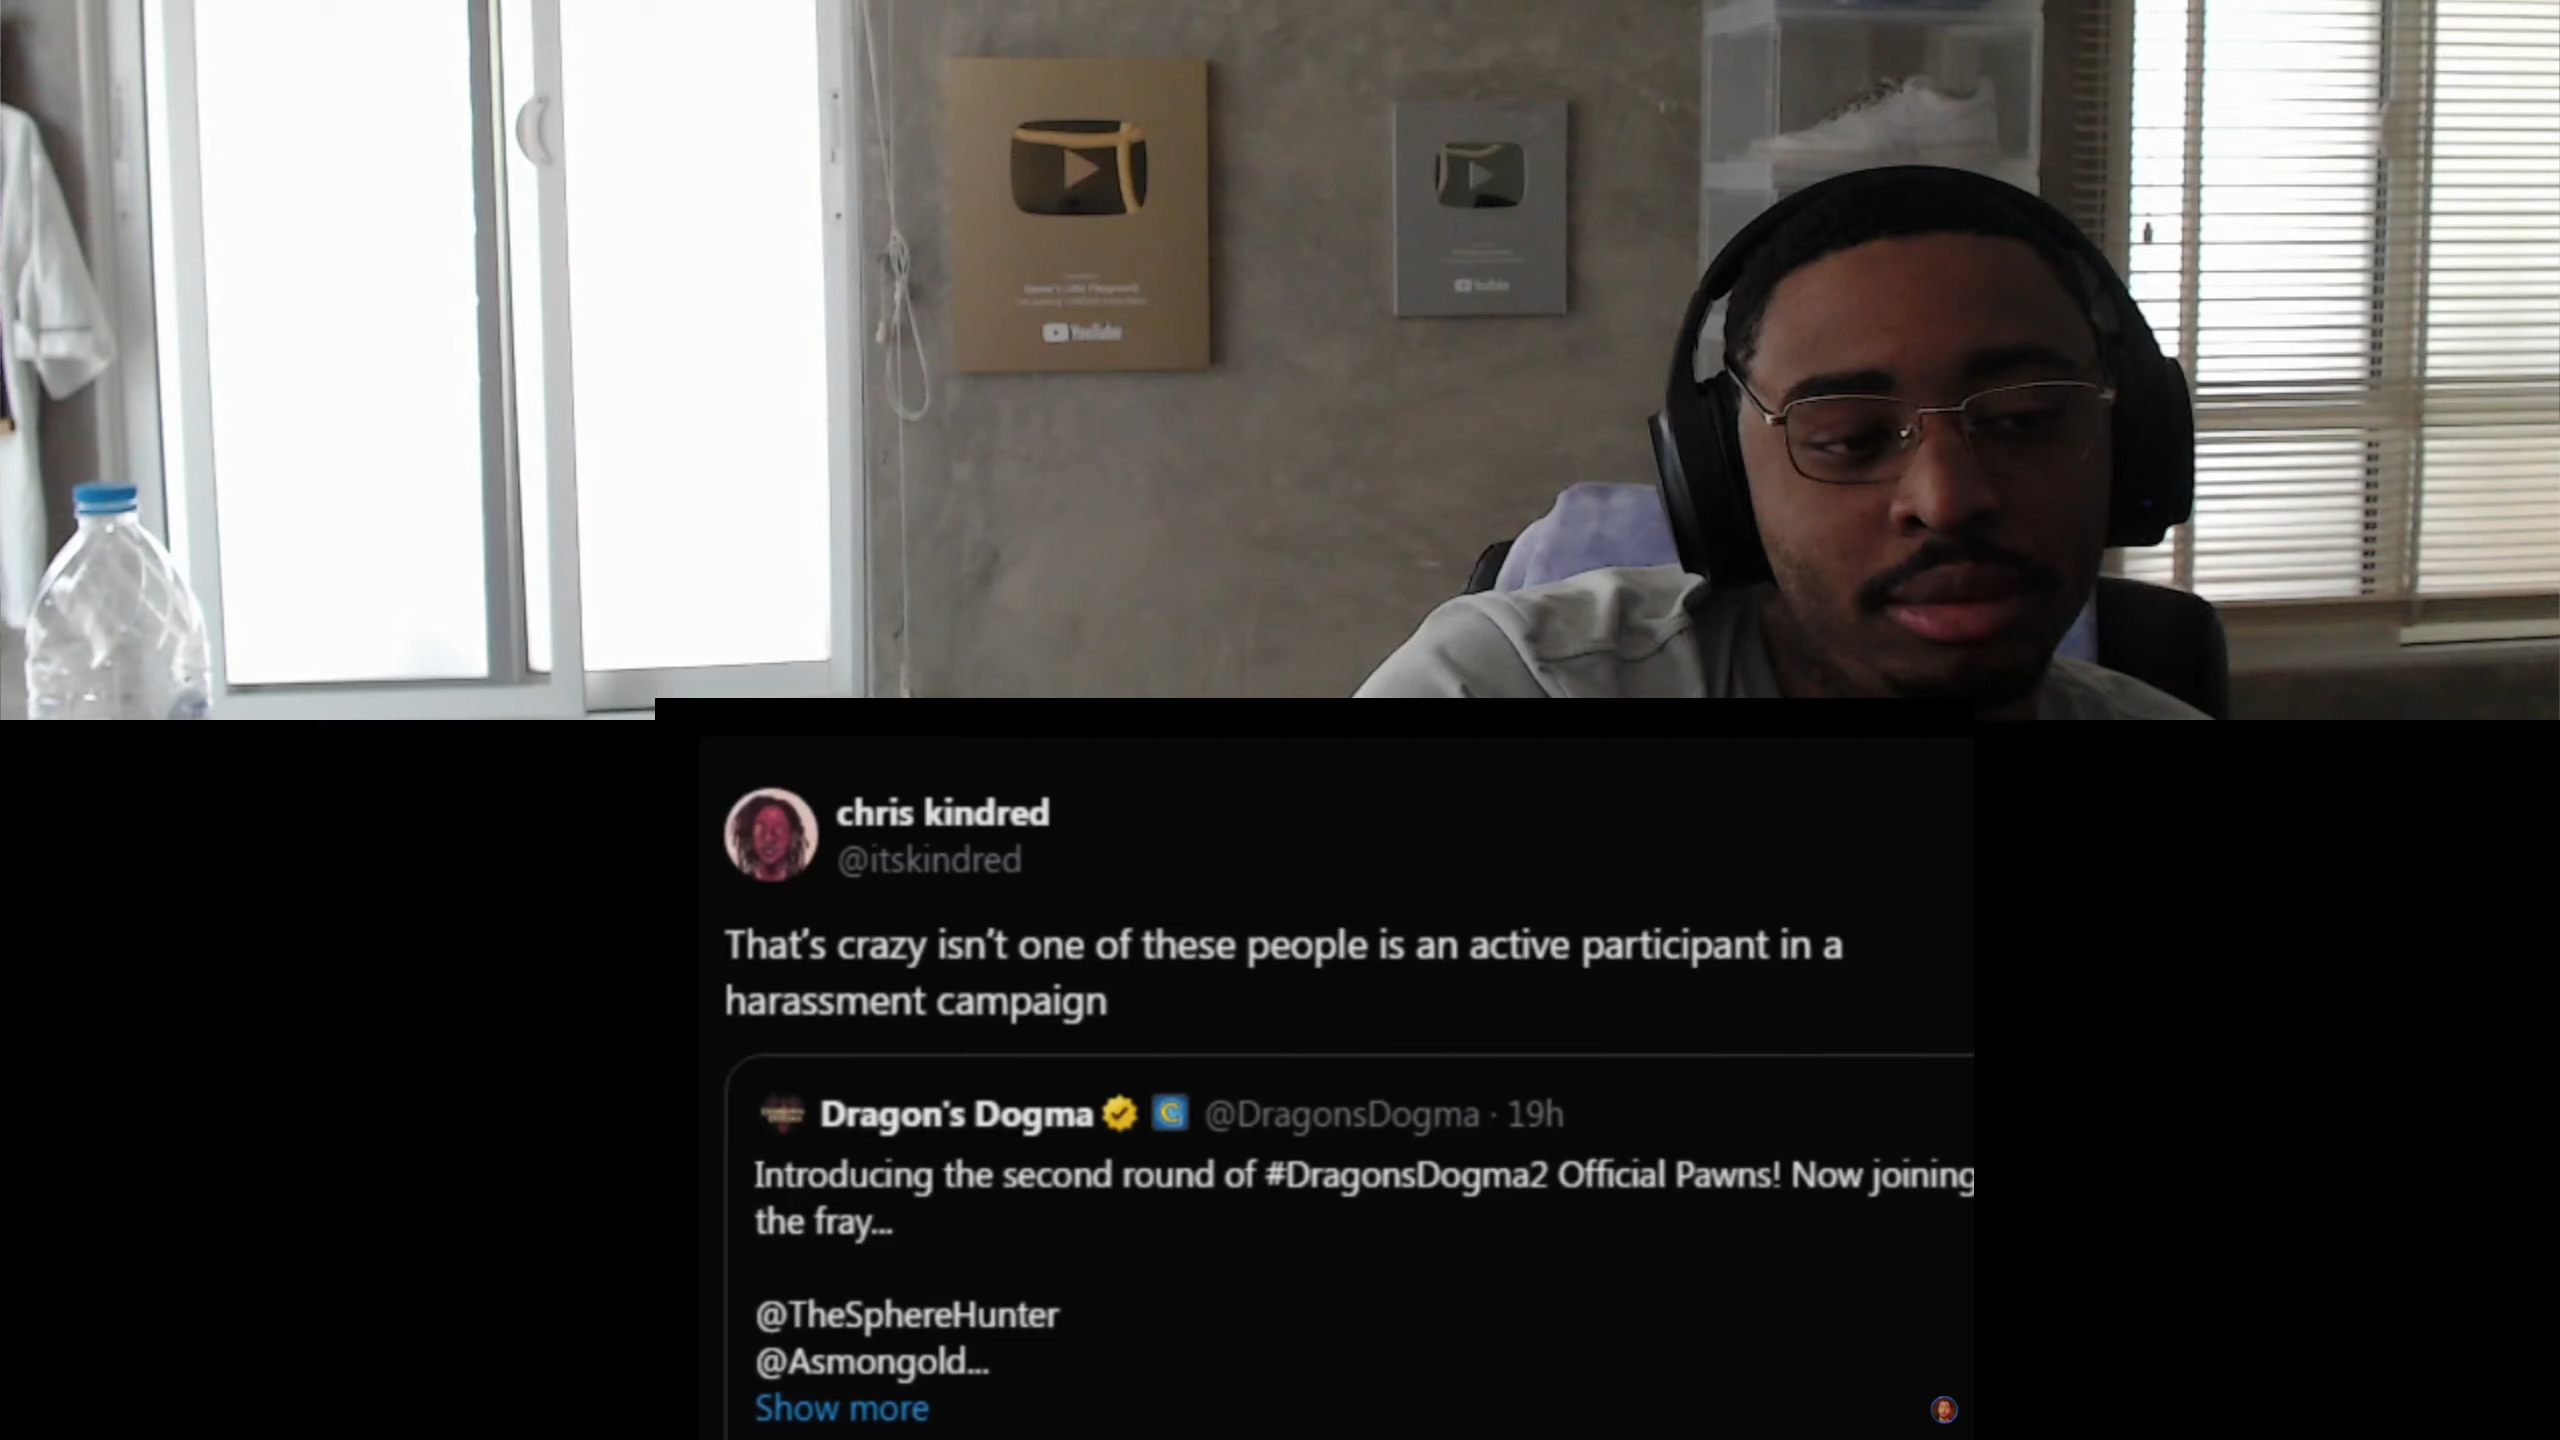 YouTube
YouTube
chris kindred
@itskindred
That's crazy isn't one of these people is an active participant in a
harassment campaign
Dragon's Dogma @DragonsDogma · 19h
Introducing the second round of #DragonsDogma2 Official Pawns! Now joining
the fray...
@TheSphereHunter
@Asmongold...
Show more